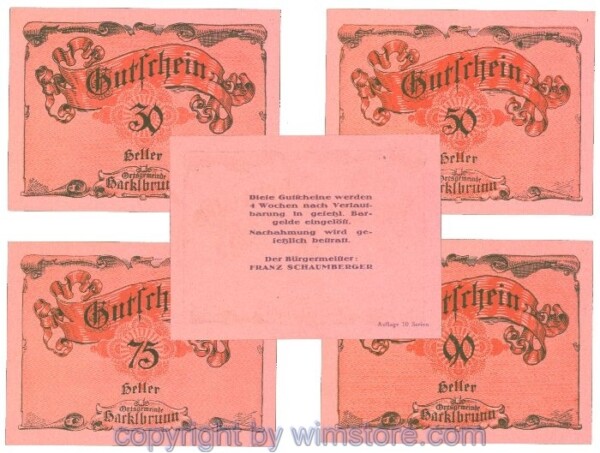 Gutschein
30
Heller
Ortsgemeinde
Hacklbrunn
Gutschein
50
Heller
Ortsgemeinde
Hacklbrunn
Diese Gutscheine werden
4 Wochen nach Verlaut-
barung in gesetzl. Bar-
gelde eingelöst.
Nachahmung wird ge-
setzlich bestraft.
Der Bürgermeister:
FRANZ SCHAUMBERGER
Auflage 10 Serien.
Gutschein
75
Heller
Ortsgemeinde
Hacklbrunn
tschein
90
Heller
Ortsgemeinde
Hacklbrunn
copyright by wimstore.com